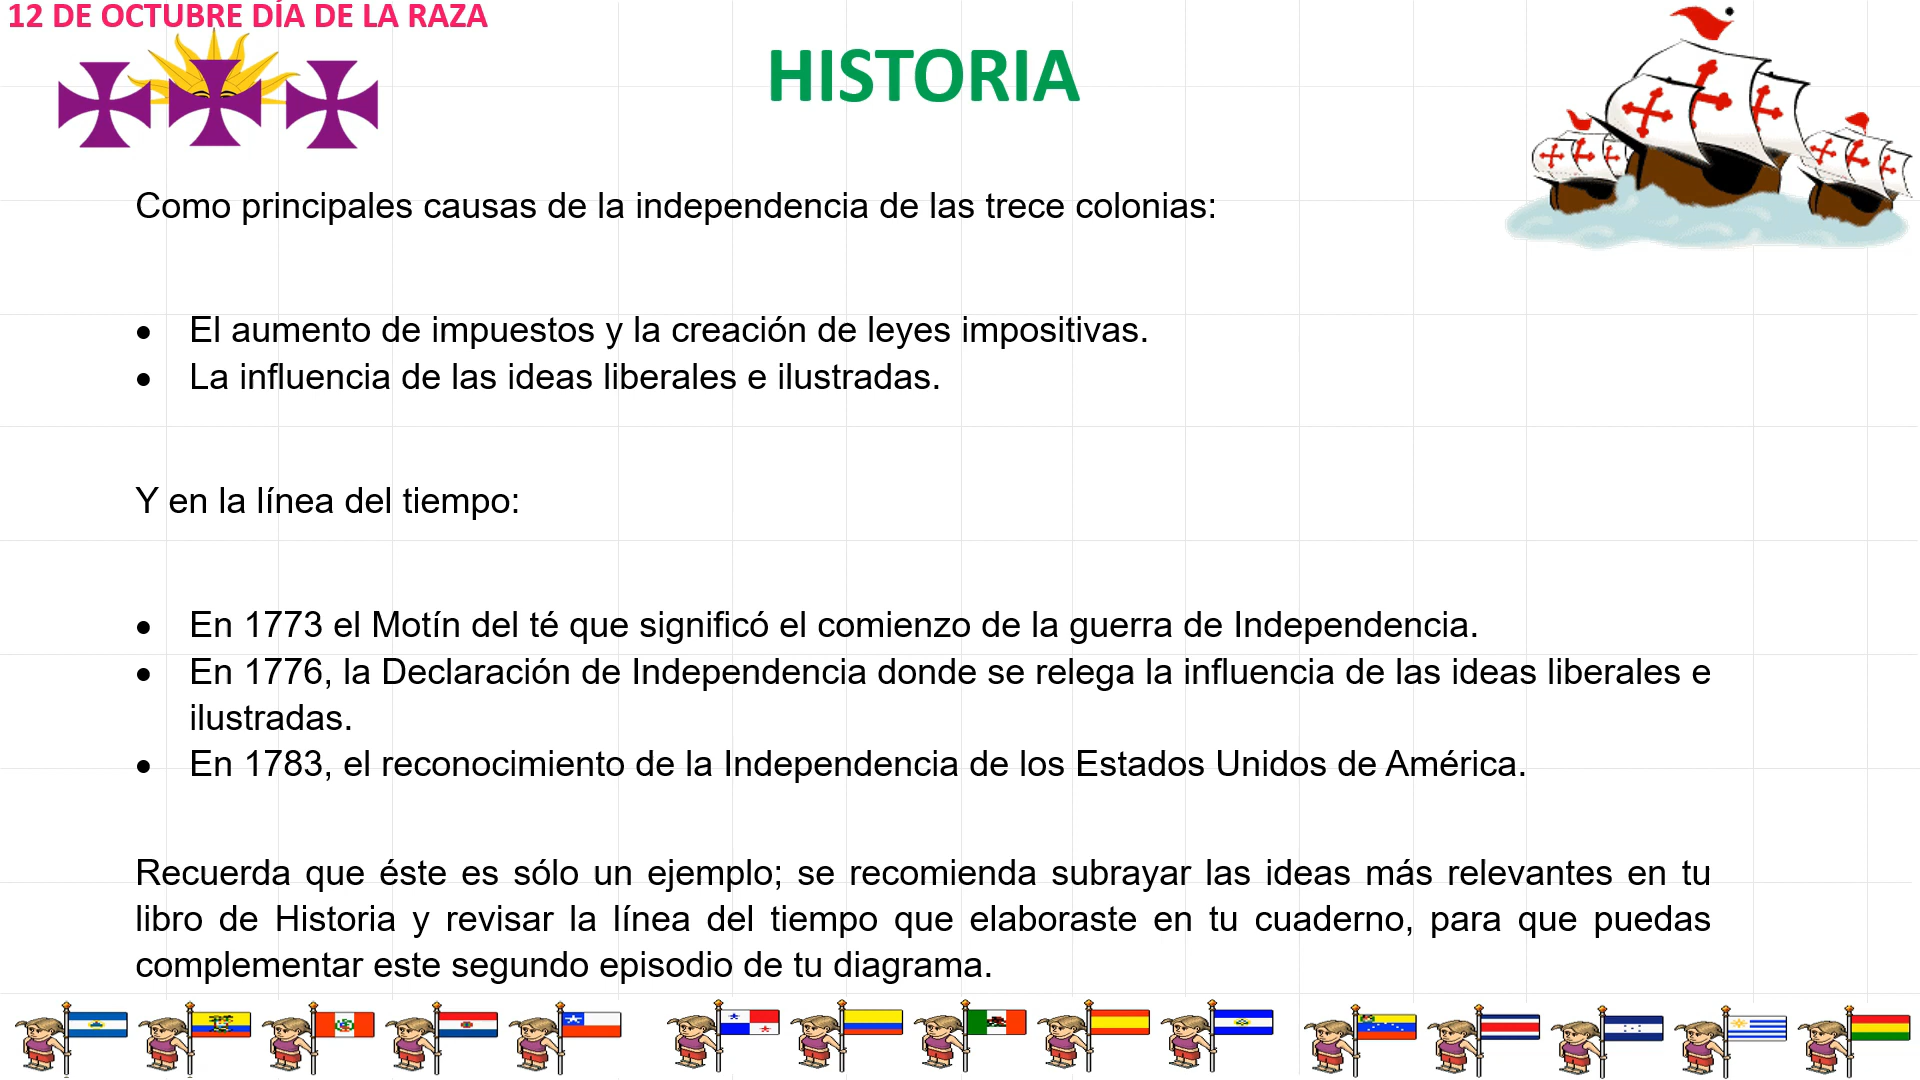 12 DE OCTUBRE DÍA DE LA RAZA
HISTORIA
Como principales causas de la independencia de las trece colonias:
• El aumento de impuestos y la creación de leyes impositivas.
• La influencia de las ideas liberales e ilustradas.
Y en la línea del tiempo:
• En 1773 el Motín del té que significó el comienzo de la guerra de Independencia.
• En 1776, la Declaración de Independencia donde se relega la influencia de las ideas liberales e
ilustradas.
• En 1783, el reconocimiento de la Independencia de los Estados Unidos de América.
Recuerda que éste es sólo un ejemplo; se recomienda subrayar las ideas más relevantes en tu
libro de Historia y revisar la línea del tiempo que elaboraste en tu cuaderno, para que puedas
complementar este segundo episodio de tu diagrama.